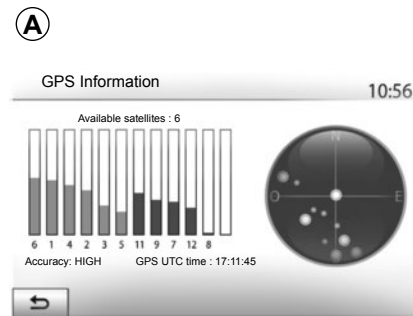 A
GPS Information
10:56
Available satellites : 6
N
O E
6 1 4 2 3 5 11 9 7 12 8
Accuracy: HIGH GPS UTC time : 17:11:45